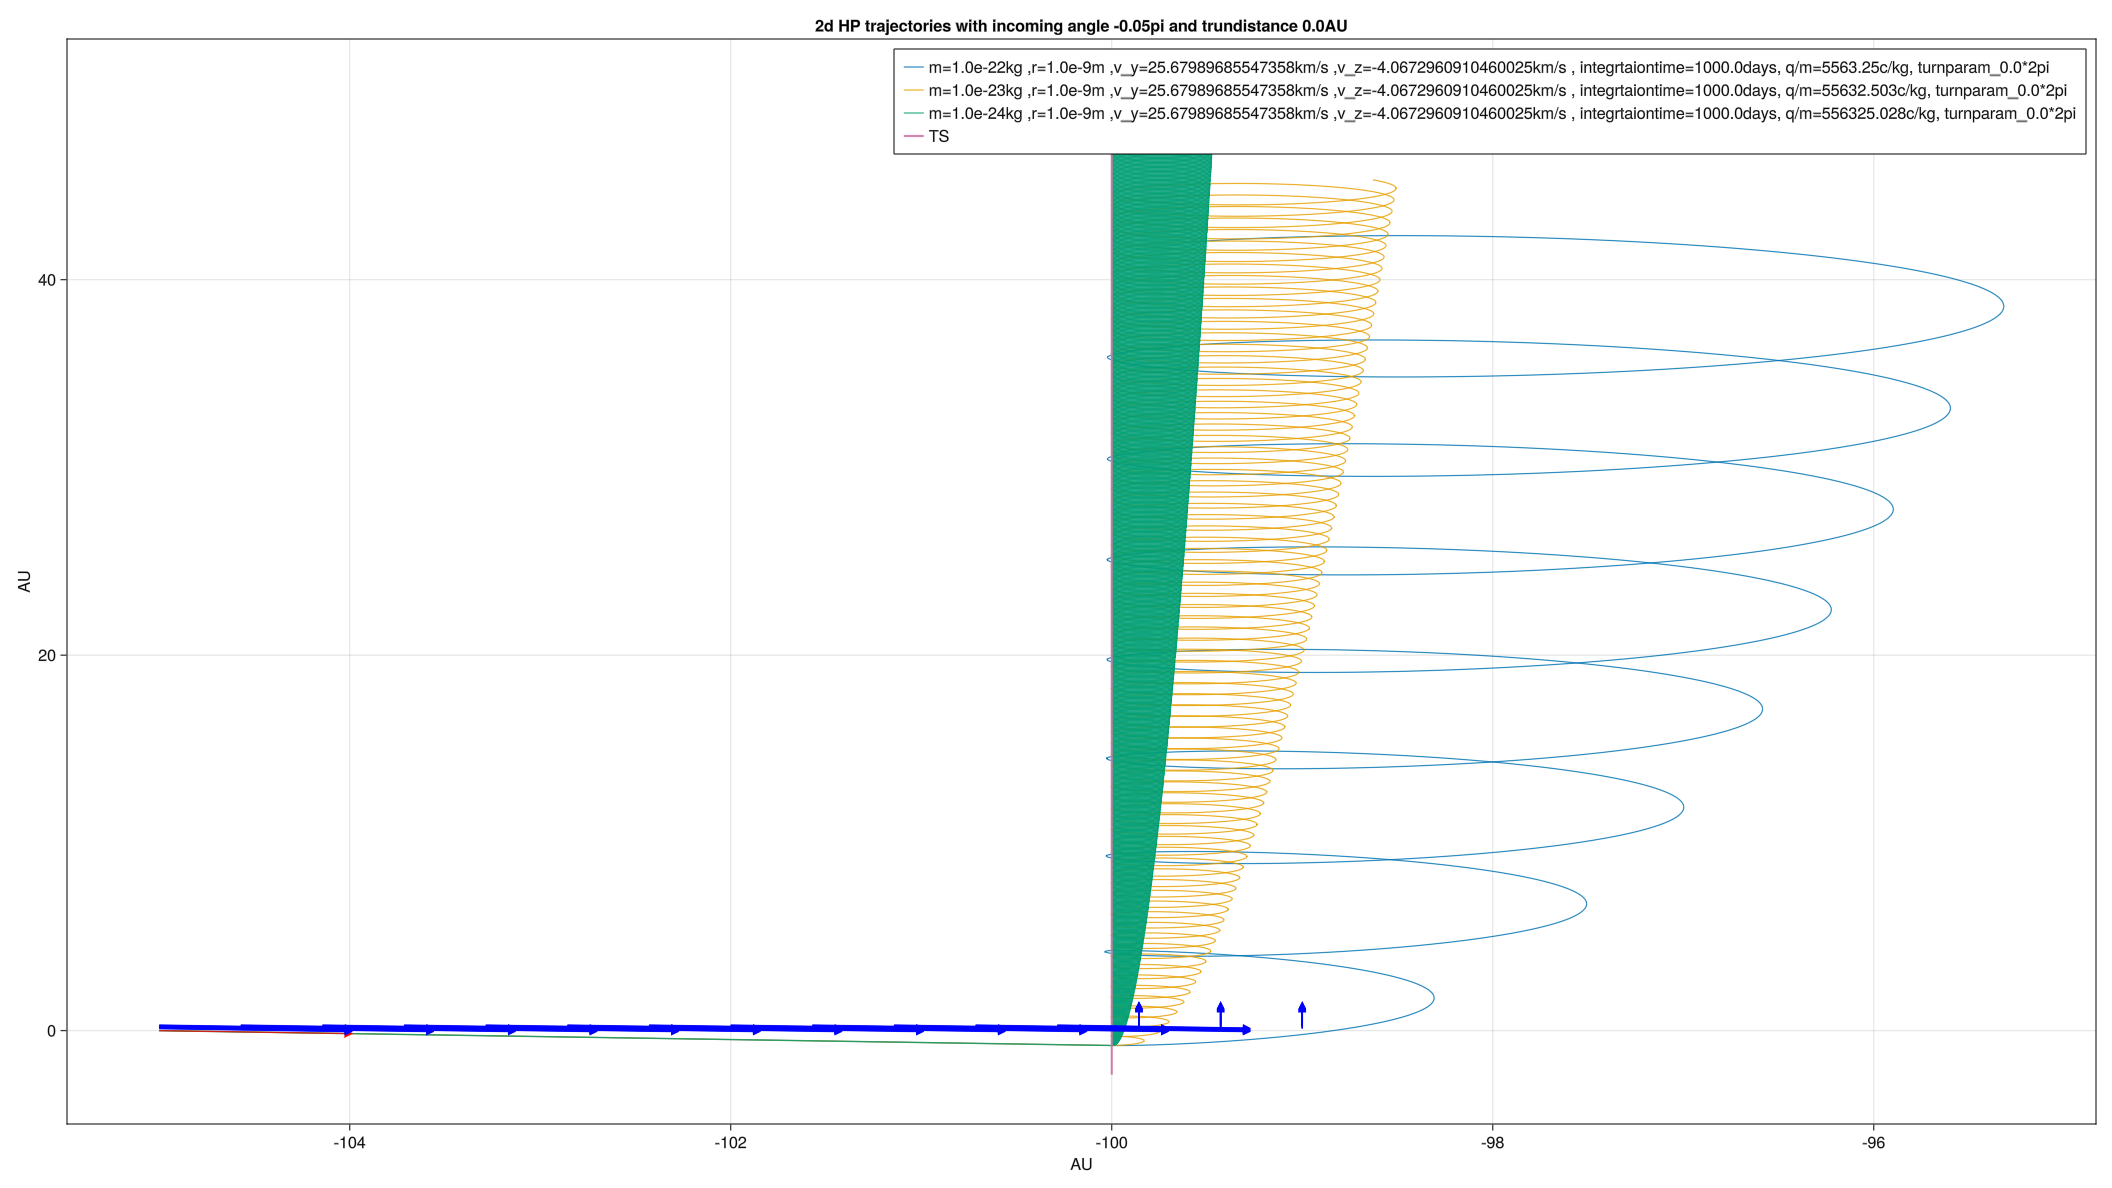 2d HP trajectories with incoming angle -0.05pi and trundistance 0.0AU
m=1.0e-22kg ,r=1.0e-9m ,v_y=25.67989685547358km/s ,v_z=-4.0672960910460025km/s , integrtaiontime=1000.0days, q/m=5563.25c/kg, turnparam_0.0*2pi
m=1.0e-23kg ,r=1.0e-9m ,v_y=25.67989685547358km/s ,v_z=-4.0672960910460025km/s , integrtaiontime=1000.0days, q/m=55632.503c/kg, turnparam_0.0*2pi
m=1.0e-24kg ,r=1.0e-9m ,v_y=25.67989685547358km/s ,v_z=-4.0672960910460025km/s , integrtaiontime=1000.0days, q/m=556325.028c/kg, turnparam_0.0*2pi
TS
40
20
0
AU
-104 -102 -100 -98 -96
AU